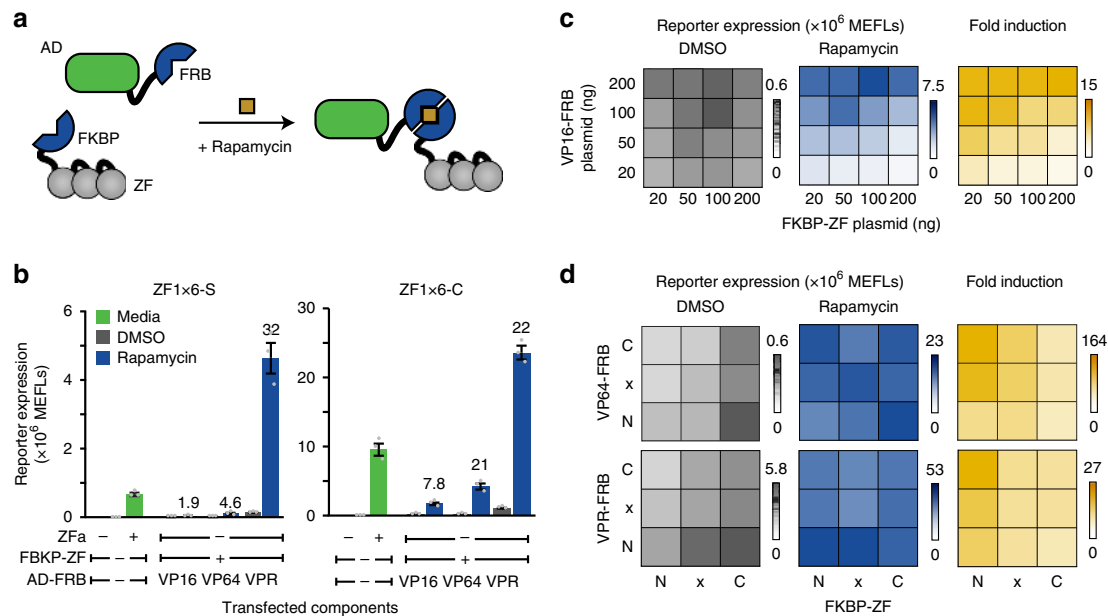 a
AD
FRB
FKBP
ZF
+ Rapamycin
b
ZF1×6-S
ZF1×6-C
Reporter expression
(×10⁶ MEFLs)
6
4
2
0
30
20
10
0
Media
DMSO
Rapamycin
1.9
4.6
32
7.8
21
22
ZFa
FBKP-ZF
AD-FRB
− + −
− +
− VP16 VP64 VPR
− + −
− +
− VP16 VP64 VPR
Transfected components
c
Reporter expression (×10⁶ MEFLs)
DMSO
Rapamycin
Fold induction
VP16-FRB
plasmid (ng)
200
100
50
20
0.6
0
7.5
0
15
0
20 50 100 200
20 50 100 200
20 50 100 200
FKBP-ZF plasmid (ng)
d
Reporter expression (×10⁶ MEFLs)
DMSO
Rapamycin
Fold induction
VP64-FRB
C
x
N
0.6
0
23
0
164
0
VPR-FRB
C
x
N
5.8
0
53
0
27
0
N x C
N x C
N x C
FKBP-ZF